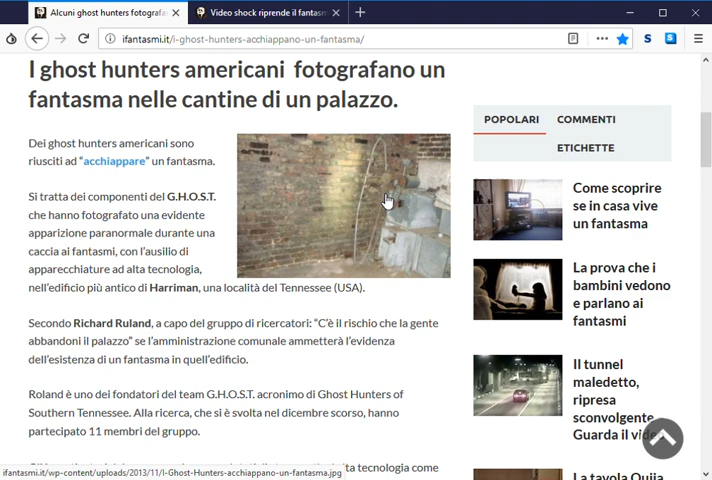 Alcuni ghost hunters fotografa
Video shock riprende il fantasm
ifantasmi.it/i-ghost-hunters-acchiappano-un-fantasma/
I ghost hunters americani fotografano un
fantasma nelle cantine di un palazzo.
Dei ghost hunters americani sono
riusciti ad “acchiappare” un fantasma.
Si tratta dei componenti del G.H.O.S.T.
che hanno fotografato una evidente
apparizione paranormale durante una
caccia ai fantasmi, con l’ausilio di
apparecchiature ad alta tecnologia,
nell’edificio più antico di Harriman, una località del Tennessee (USA).
Secondo Richard Ruland, a capo del gruppo di ricercatori: “C’è il rischio che la gente
abbandoni il palazzo” se l’amministrazione comunale ammetterà l’evidenza
dell’esistenza di un fantasma in quell’edificio.
Roland è uno dei fondatori del team G.H.O.S.T. acronimo di Ghost Hunters of
Southern Tennessee. Alla ricerca, che si è svolta nel dicembre scorso, hanno
partecipato 11 membri del gruppo.
ta tecnologia come
ifantasmi.it/wp-content/uploads/2013/11/I-Ghost-Hunters-acchiappano-un-fantasma.jpg
POPOLARI
COMMENTI
ETICHETTE
Come scoprire
se in casa vive
un fantasma
La prova che i
bambini vedono
e parlano ai
fantasmi
Il tunnel
maledetto,
ripresa
sconvolgente.
Guarda il video
La tavola Ouija